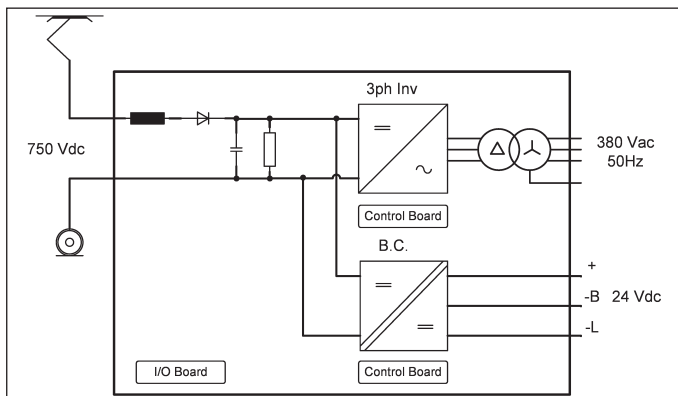 3ph Inv
750 Vdc
380 Vac
50Hz
Control Board
B.C.
+
-B 24 Vdc
-L
I/O Board
Control Board